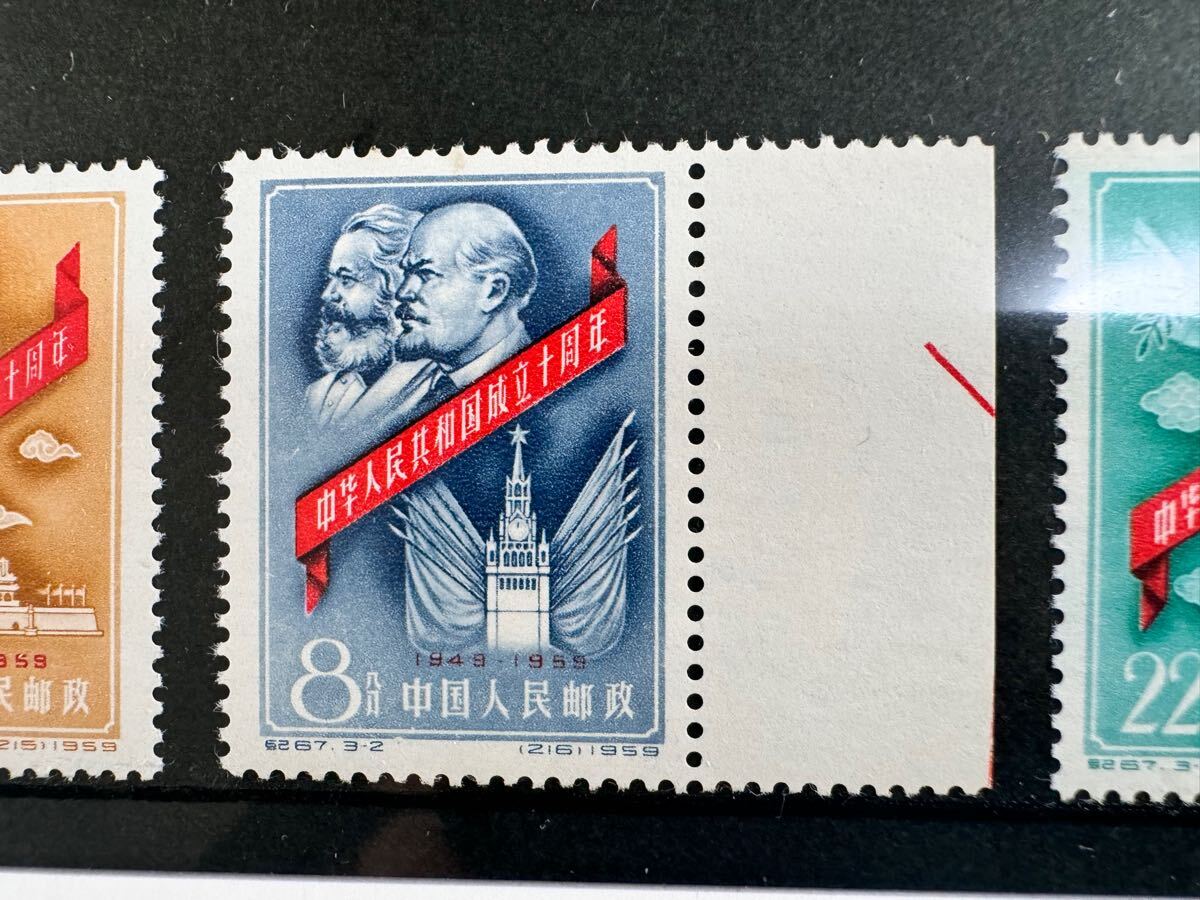 十周年
959
民邮政
215)1959
中华人民共和国成立十周年
1949-1959
8分 中国人民邮政
纪67.3-2 (216)1959
中华
22
纪67.3-